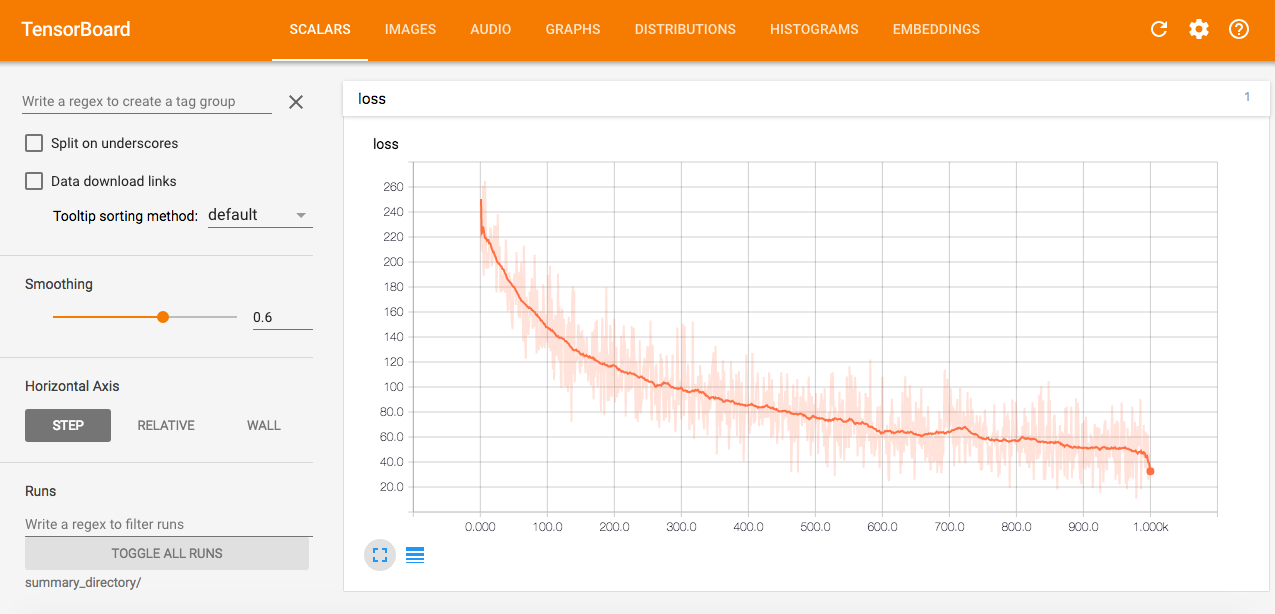 TensorBoard SCALARS IMAGES AUDIO GRAPHS DISTRIBUTIONS HISTOGRAMS EMBEDDINGS
Write a regex to create a tag group
Split on underscores
Data download links
Tooltip sorting method: default
Smoothing
0.6
Horizontal Axis
STEP RELATIVE WALL
Runs
Write a regex to filter runs
TOGGLE ALL RUNS
summary_directory/
loss 1
loss
260
240
220
200
180
160
140
120
100
80.0
60.0
40.0
20.0
0.000 100.0 200.0 300.0 400.0 500.0 600.0 700.0 800.0 900.0 1.000k